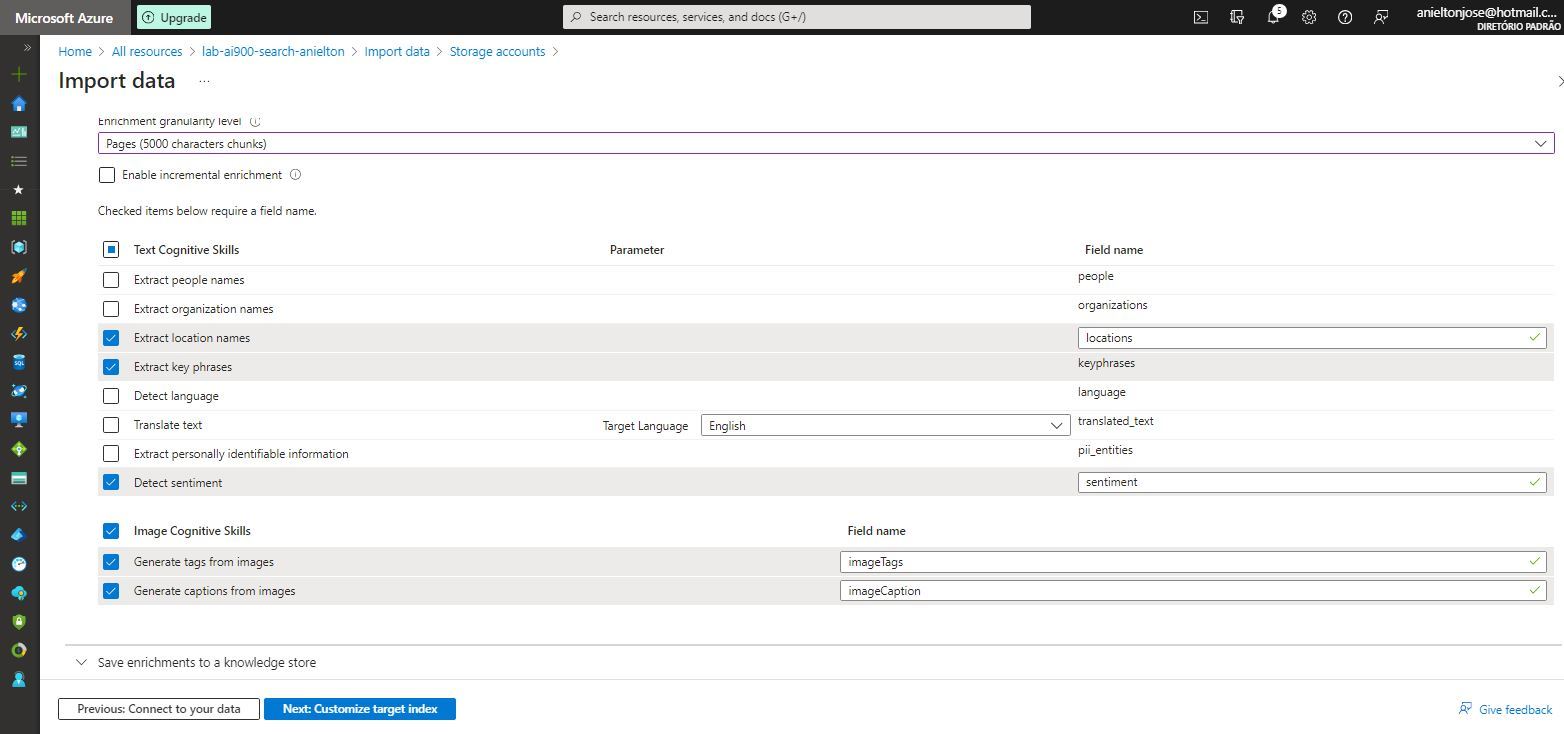 Microsoft Azure
Upgrade
Search resources, services, and docs (G+/)
5
anieltonjose@hotmail.c...
DIRETÓRIO PADRÃO
Home > All resources > lab-ai900-search-anielton > Import data > Storage accounts >
Import data ...
Enrichment granularity level
Pages (5000 characters chunks)
Enable incremental enrichment
Checked items below require a field name.
Text Cognitive Skills Parameter Field name
Extract people names people
Extract organization names organizations
Extract location names locations
Extract key phrases keyphrases
Detect language language
Translate text Target Language English translated_text
Extract personally identifiable information pii_entities
Detect sentiment sentiment
Image Cognitive Skills Field name
Generate tags from images imageTags
Generate captions from images imageCaption
Save enrichments to a knowledge store
Previous: Connect to your data
Next: Customize target index
Give feedback
SQL